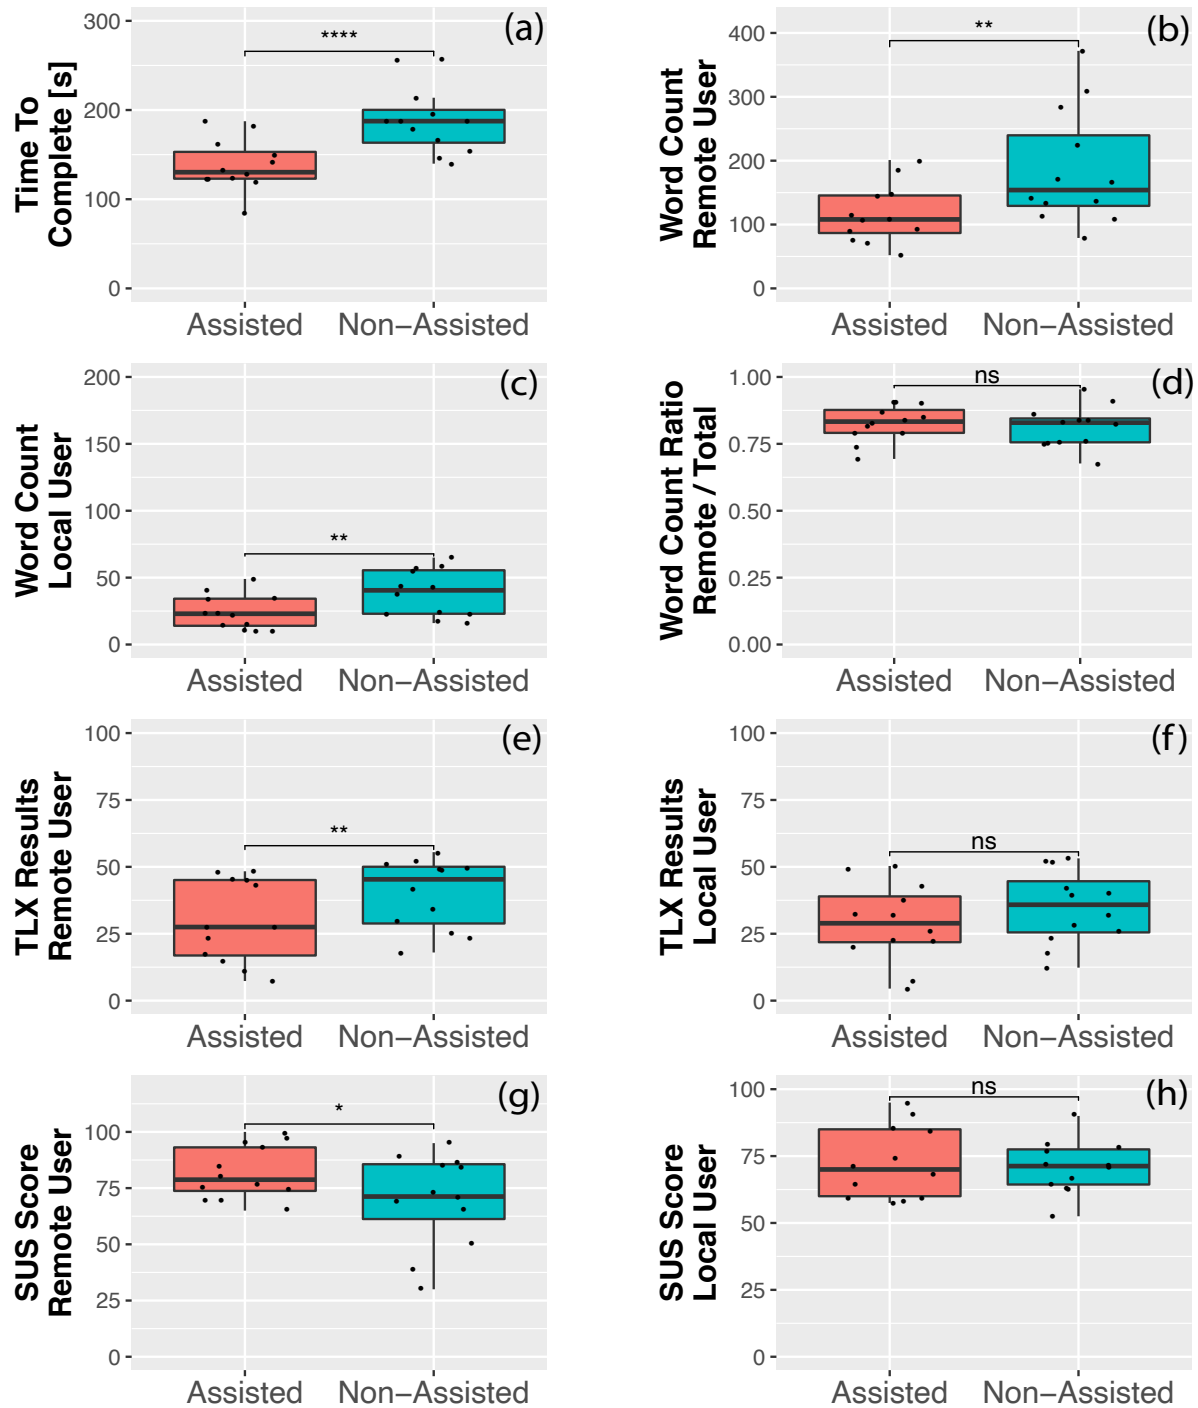 Time To
Complete [s]
300
200
100
0
(a)
****
Assisted
Non−Assisted
Word Count
Remote User
400
300
200
100
0
(b)
**
Assisted
Non−Assisted
Word Count
Local User
200
150
100
50
0
(c)
**
Assisted
Non−Assisted
Word Count Ratio
Remote / Total
1.00
0.75
0.50
0.25
0.00
(d)
ns
Assisted
Non−Assisted
TLX Results
Remote User
100
75
50
25
0
(e)
**
Assisted
Non−Assisted
TLX Results
Local User
100
75
50
25
0
(f)
ns
Assisted
Non−Assisted
SUS Score
Remote User
100
75
50
25
0
(g)
*
Assisted
Non−Assisted
SUS Score
Local User
100
75
50
25
0
(h)
ns
Assisted
Non−Assisted